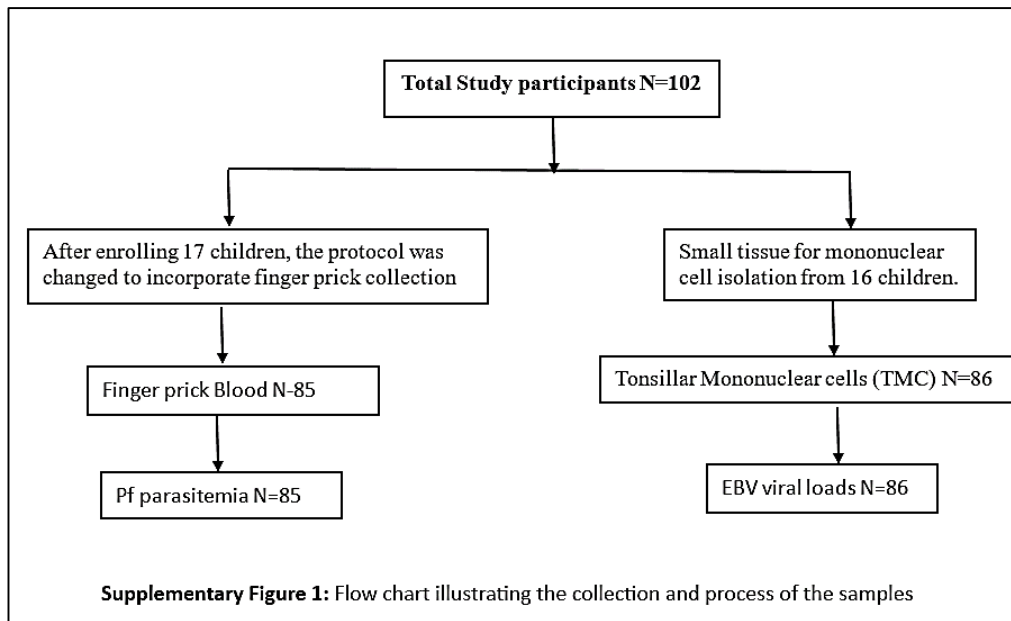 Total Study participants N=102
After enrolling 17 children, the protocol was
changed to incorporate finger prick collection
Small tissue for mononuclear
cell isolation from 16 children.
Finger prick Blood N-85
Tonsillar Mononuclear cells (TMC) N=86
Pf parasitemia N=85
EBV viral loads N=86
Supplementary Figure 1: Flow chart illustrating the collection and process of the samples